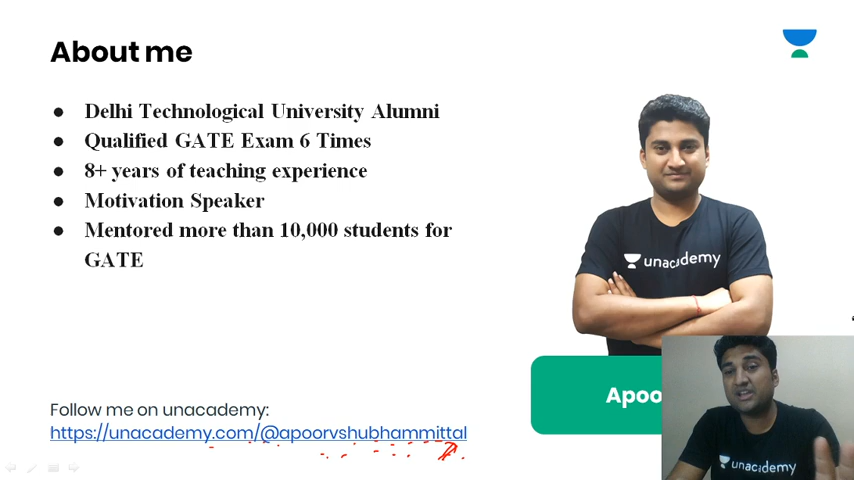 About me
● Delhi Technological University Alumni
● Qualified GATE Exam 6 Times
● 8+ years of teaching experience
● Motivation Speaker
● Mentored more than 10,000 students for
GATE
unacademy
Apoo
Follow me on unacademy:
https://unacademy.com/@apoorvshubhammittal
unacademy